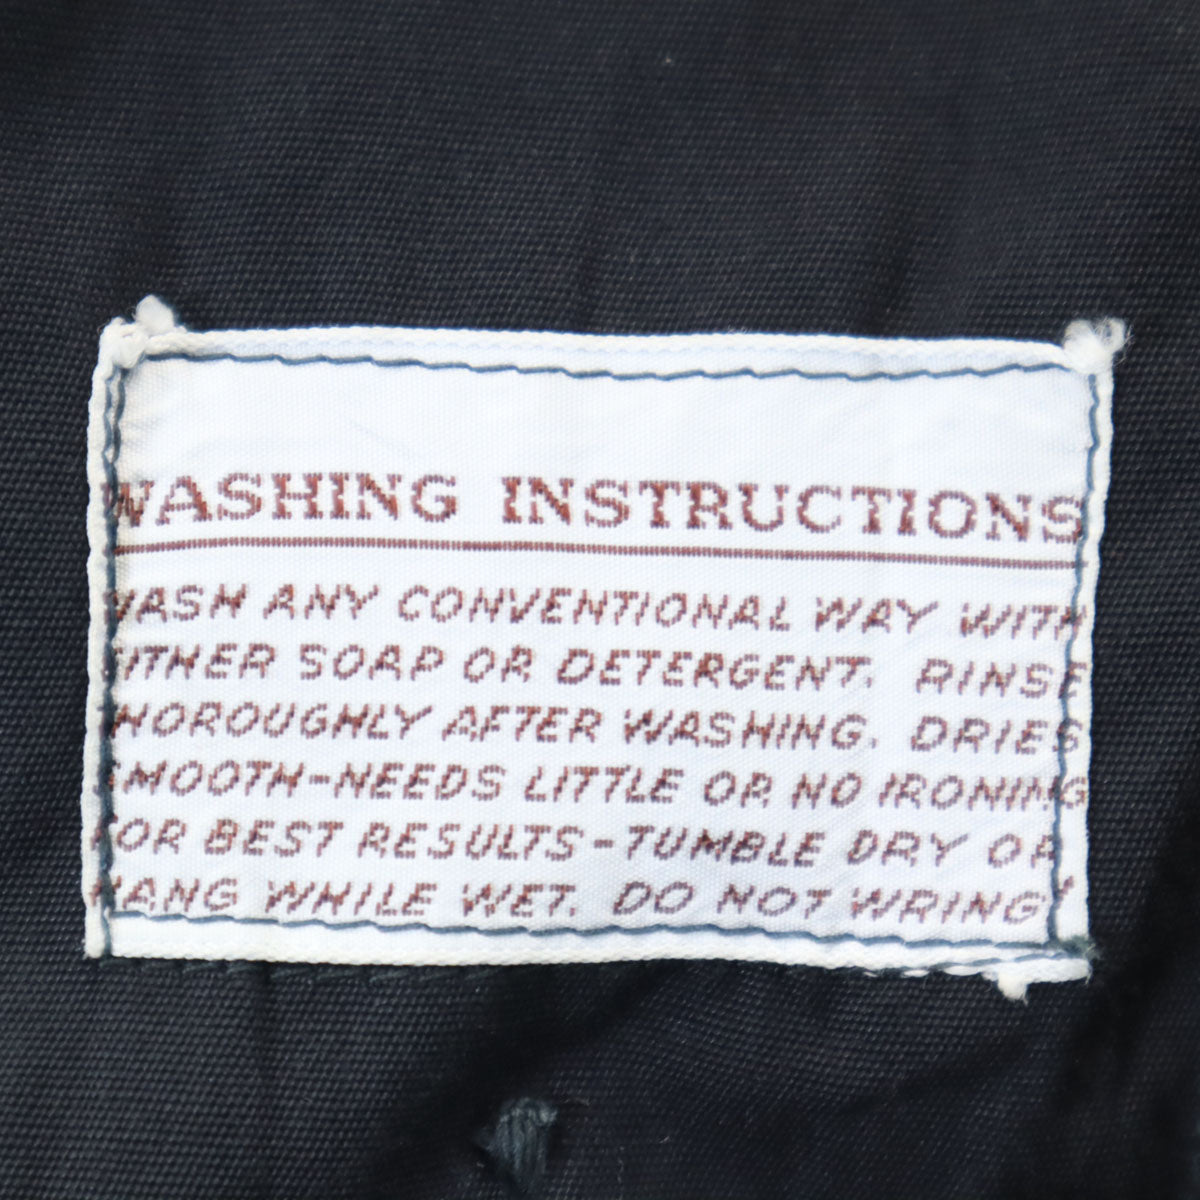 WASHING INSTRUCTIONS
WASH ANY CONVENTIONAL WAY WITH
EITHER SOAP OR DETERGENT. RINSE
THOROUGHLY AFTER WASHING. DRIES
SMOOTH-NEEDS LITTLE OR NO IRONING
FOR BEST RESULTS-TUMBLE DRY OR
HANG WHILE WET. DO NOT WRING